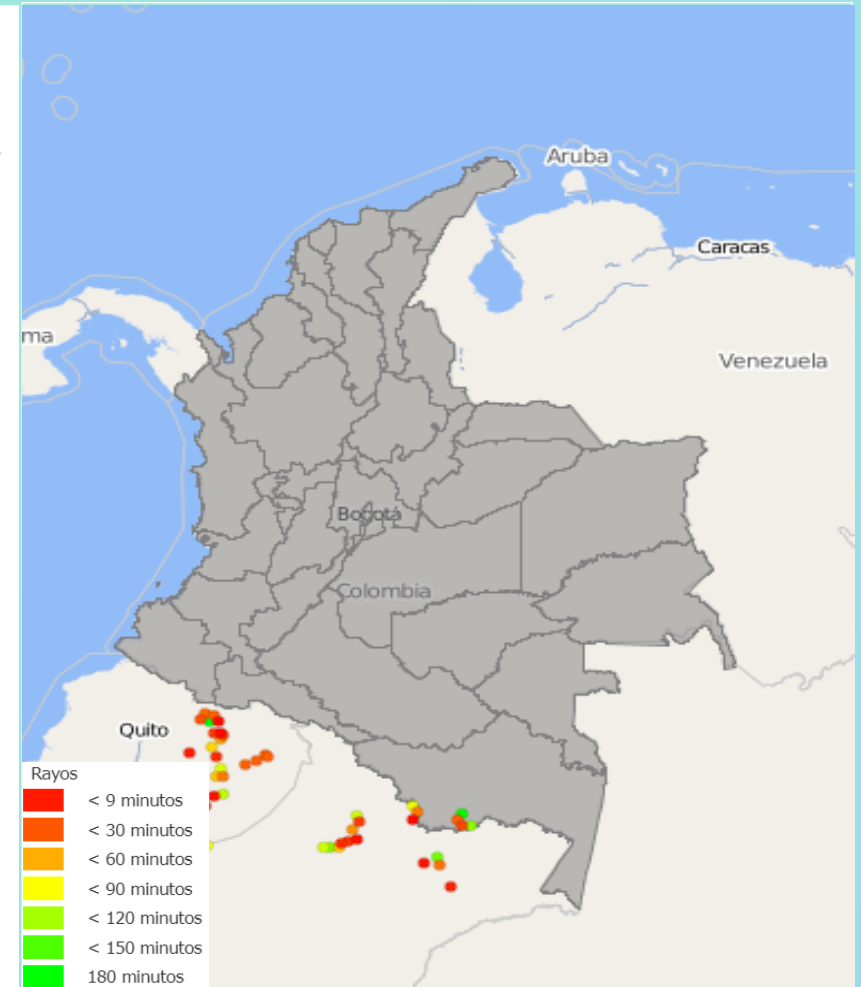 Aruba
Caracas
ma
Venezuela
Bogotá
Colombia
Quito
Rayos
< 9 minutos
< 30 minutos
< 60 minutos
< 90 minutos
< 120 minutos
< 150 minutos
180 minutos